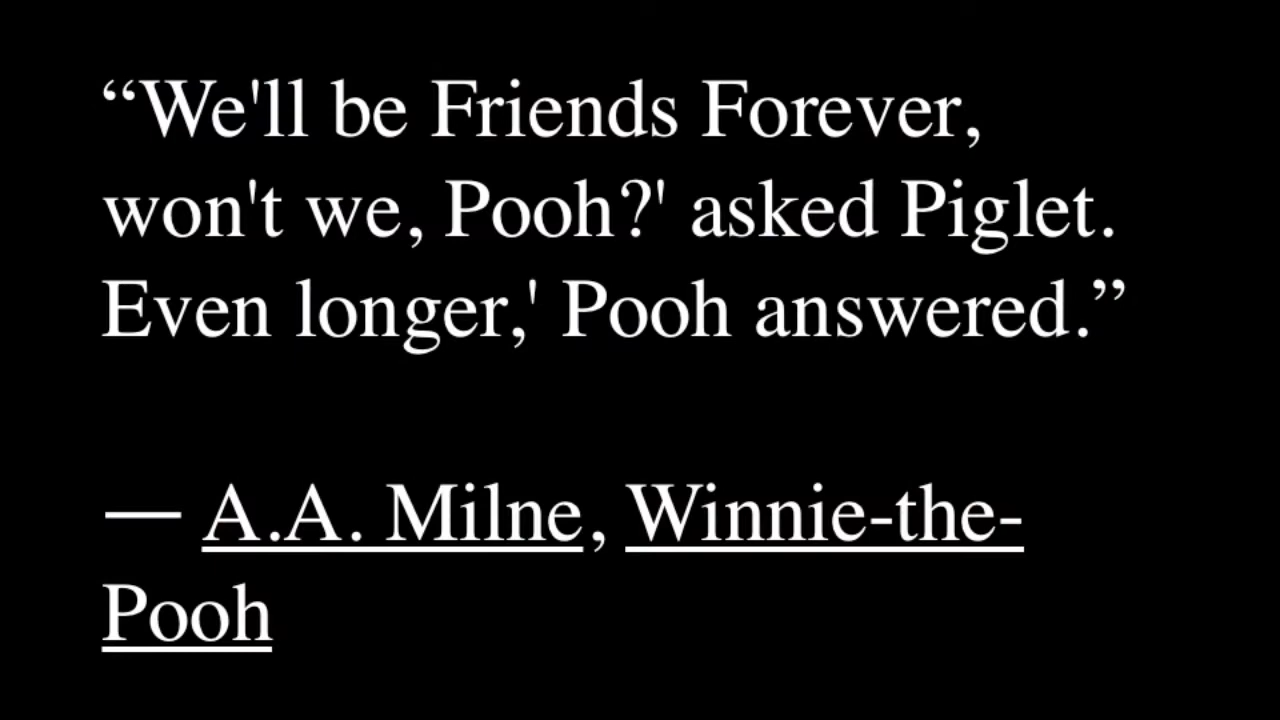 “We'll be Friends Forever,
won't we, Pooh?' asked Piglet.
Even longer,' Pooh answered.”
— A.A. Milne, Winnie-the-
Pooh